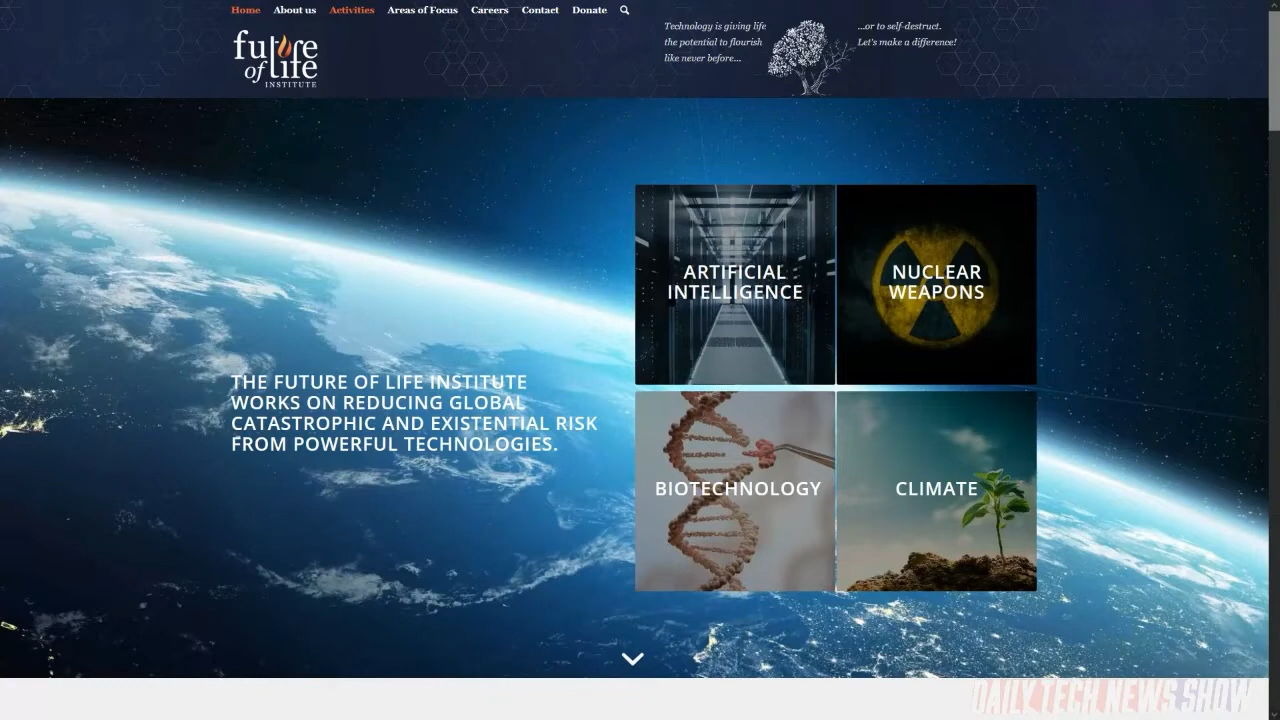 Home About us Activities Areas of Focus Careers Contact Donate
future
of life
INSTITUTE
Technology is giving life
the potential to flourish
like never before...
...or to self-destruct.
Let's make a difference!
THE FUTURE OF LIFE INSTITUTE
WORKS ON REDUCING GLOBAL
CATASTROPHIC AND EXISTENTIAL RISK
FROM POWERFUL TECHNOLOGIES.
ARTIFICIAL
INTELLIGENCE
NUCLEAR
WEAPONS
BIOTECHNOLOGY
CLIMATE
DAILY TECH NEWS SHOW